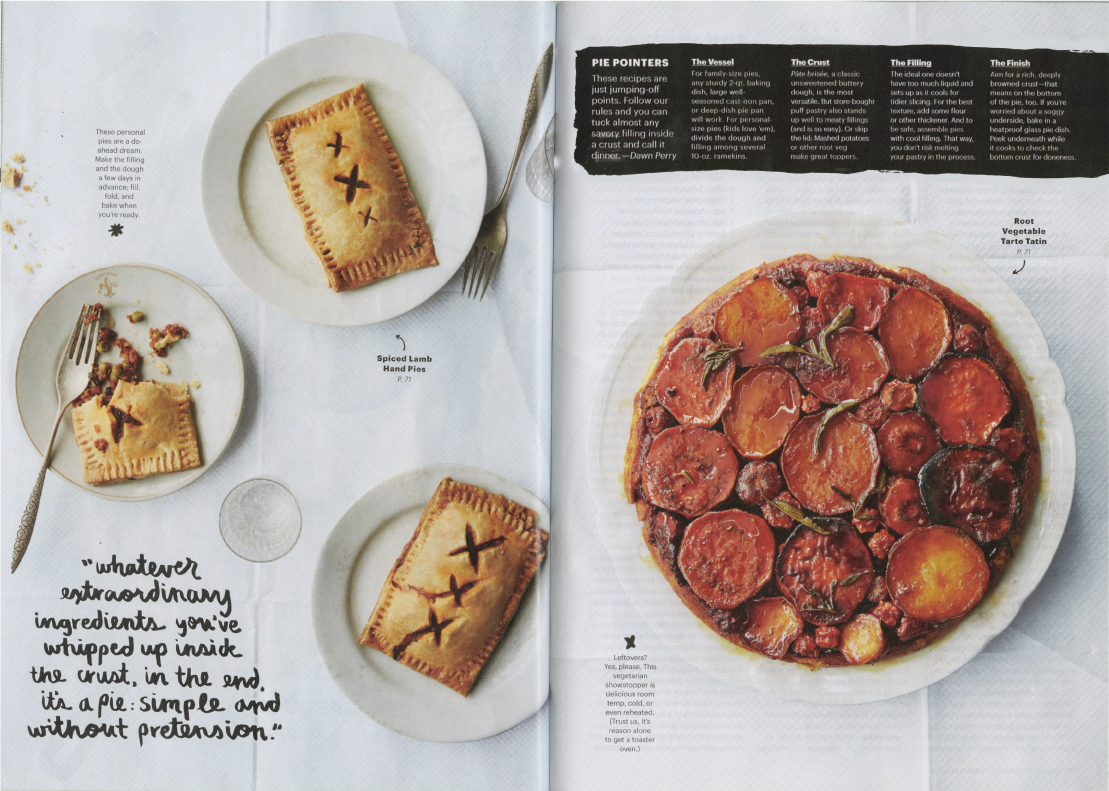 These personal
pies are a do-
ahead dream.
Make the filling
and the dough
a few days in
advance; fill,
fold, and
bake when
you're ready.
Spiced Lamb
Hand Pies
P. 71
"whatever
extraordinary
ingredients you've
whipped up inside
the crust, in the end,
it's a pie: simple and
without pretension."
PIE POINTERS
These recipes are
just jumping-off
points. Follow our
rules and you can
tuck almost any
savory filling inside
a crust and call it
dinner. —Dawn Perry
The Vessel
For family-size pies,
any sturdy 2-qt. baking
dish, large well-
seasoned cast-iron pan,
or deep-dish pie pan
will work. For personal-
size pies (kids love 'em),
divide the dough and
filling among several
10-oz. ramekins.
The Crust
Pâte brisée, a classic
unsweetened buttery
dough, is the most
versatile. But store-bought
puff pastry also stands
up well to meaty fillings
(and is so easy). Or skip
the lid: Mashed potatoes
or other root veg
make great toppers.
The Filling
The ideal one doesn't
have too much liquid and
sets up as it cools for
tidier slicing. For the best
texture, add some flour
or other thickener. And to
be safe, assemble pies
with cool filling. That way,
you don't risk melting
your pastry in the process.
The Finish
Aim for a rich, deeply
browned crust—that
means on the bottom
of the pie, too. If you're
worried about a soggy
underside, bake in a
heatproof glass pie dish.
Peek underneath while
it cooks to check the
bottom crust for doneness.
Root
Vegetable
Tarte Tatin
P. 71
Leftovers?
Yes, please. This
vegetarian
showstopper is
delicious room
temp, cold, or
even reheated.
(Trust us, it's
reason alone
to get a toaster
oven.)